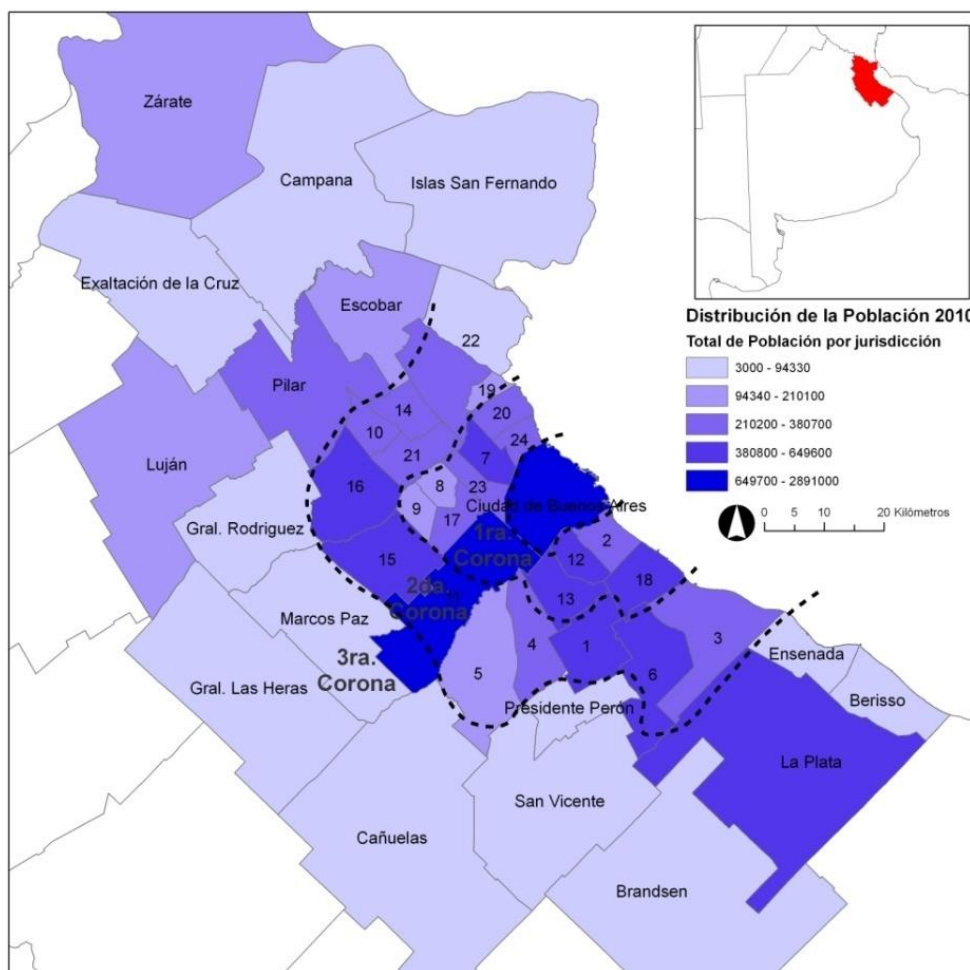 Zárate
Campana
Islas San Fernando
Exaltación de la Cruz
Escobar
22
Distribución de la Población 2010
Total de Población por jurisdicción
3000 - 94330
94340 - 210100
210200 - 380700
380800 - 649600
649700 - 2891000
0 5 10 20 Kilómetros
Pilar
14
19
20
10
24
21
7
Luján
16
8
23
9
17
Ciudad de Buenos Aires
Gral. Rodriguez
1ra.
Corona
2
12
15
18
13
2da.
Corona
Marcos Paz
3ra.
Corona
4
1
3
5
6
Gral. Las Heras
Ensenada
Berisso
Presidente Perón
La Plata
San Vicente
Cañuelas
Brandsen